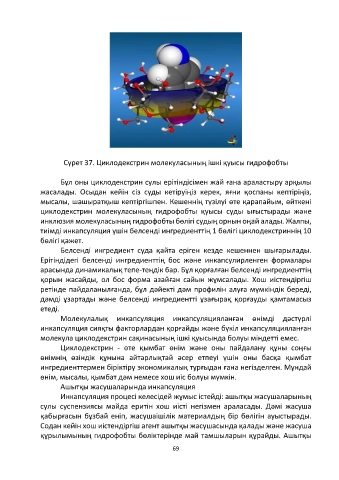 Сурет 37. Циклодекстрин молекуласының ішкі қуысы гидрофобты
Бұл оны циклодекстрин сулы ерітіндісімен жай ғана араластыру арқылы
жасалады. Осыдан кейін сіз суды кетіруіңіз керек, яғни қоспаны кептіріңіз,
мысалы, шашыратқыш кептіргішпен. Кешеннің түзілуі өте қарапайым, өйткені
циклодекстрин молекуласының гидрофобты қуысы суды ығыстырады және
инклюзия молекуласының гидрофобты бөлігі судың орнын оңай алады. Жалпы,
тиімді инкапсуляция үшін белсенді ингредиенттің 1 бөлігі циклодекстриннің 10
бөлігі қажет.
Белсенді ингредиент суда қайта еріген кезде кешеннен шығарылады.
Ерітіндідегі белсенді ингредиенттің бос және инкапсулирленген формалары
арасында динамикалық тепе-теңдік бар. Бұл қорғалған белсенді ингредиенттің
қорын жасайды, ол бос форма азайған сайын жұмсалады. Хош иістендіргіш
ретінде пайдаланылғанда, бұл дәйекті дәм профилін алуға мүмкіндік береді,
дәмді ұзартады және белсенді ингредиентті ұзағырақ қорғауды қамтамасыз
етеді.
Молекулалық инкапсуляция инкапсуляцияланған өнімді дәстүрлі
инкапсуляция сияқты факторлардан қорғайды және бүкіл инкапсуляцияланған
молекула циклодекстрин сақинасының ішкі қуысында болуы міндетті емес.
Циклодекстрин - өте қымбат өнім және оны пайдалану құны соңғы
өнімнің өзіндік құнына айтарлықтай әсер етпеуі үшін оны басқа қымбат
ингредиенттермен біріктіру экономикалық тұрғыдан ғана негізделген. Мұндай
өнім, мысалы, қымбат дәм немесе хош иіс болуы мүмкін.
Ашытқы жасушаларында инкапсуляция
Инкапсуляция процесі келесідей жұмыс істейді: ашытқы жасушаларының
сулы суспензиясы майда еритін хош иісті негізмен араласады. Дәмі жасуша
қабырғасын бұзбай еніп, жасушаішілік материалдың бір бөлігін ауыстырады.
Содан кейін хош иістендіргіш агент ашытқы жасушасында қалады және жасуша
құрылымының гидрофобты бөліктерінде май тамшыларын құрайды. Ашытқы
69